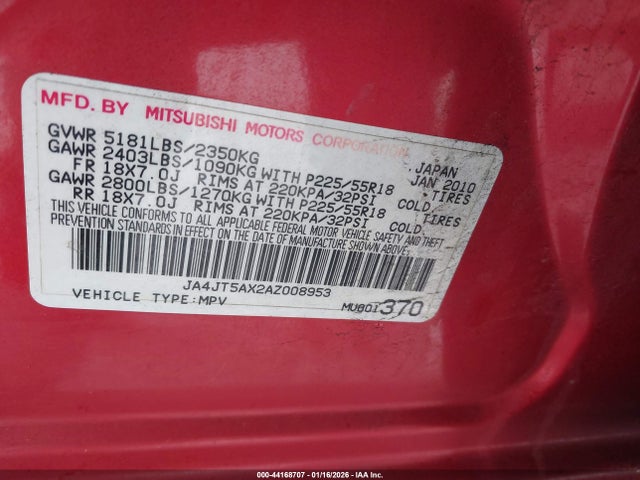 MFD. BY MITSUBISHI MOTORS CORPORATION
GVWR 5181LBS/2350KG JAPAN
GAWR 2403LBS/1090KG WITH P225/55R18 JAN 2010
FR 18X7.0J RIMS AT 220KPA/32PSI COLD. TIRES
GAWR 2800LBS/1270KG WITH P225/55R18 TIRES
RR 18X7.0J RIMS AT 220KPA/32PSI COLD.
THIS VEHICLE CONFORMS TO ALL APPLICABLE FEDERAL MOTOR VEHICLE SAFETY AND THEFT
PREVENTION STANDARDS IN EFFECT ON THE DATE OF MANUFACTURE SHOWN ABOVE.
JA4JT5AX2AZ008953
VEHICLE TYPE:MPV MU801370
000-44168707 - 01/16/2026 - IAA Inc.